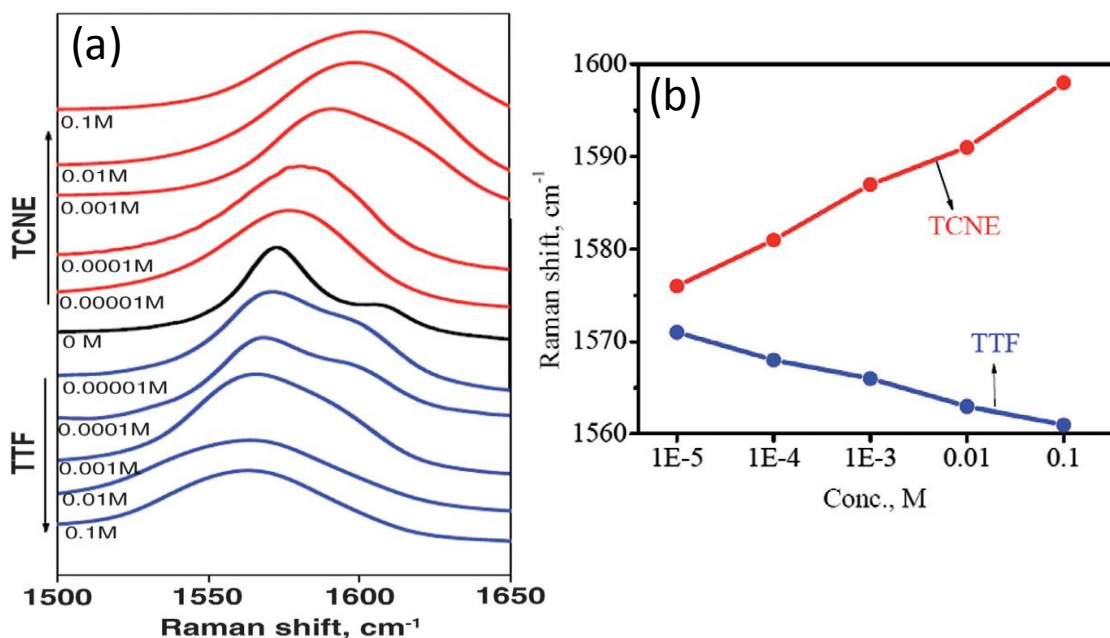 (a)
TCNE
TTF
0.1M
0.01M
0.001M
0.0001M
0.00001M
0 M
0.00001M
0.0001M
0.001M
0.01M
0.1M
1500 1550 1600 1650
Raman shift, cm⁻¹
(b)
1600
1590
1580
1570
1560
Raman shift, cm⁻¹
TCNE
TTF
1E-5 1E-4 1E-3 0.01 0.1
Conc., M